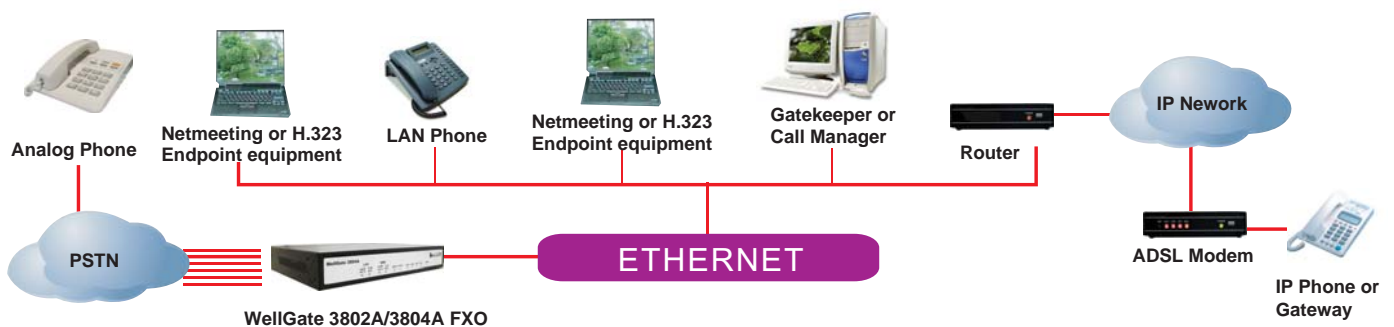 Analog Phone
Netmeeting or H.323
Endpoint equipment
LAN Phone
Netmeeting or H.323
Endpoint equipment
Gatekeeper or
Call Manager
Router
IP Nework
PSTN
WellGate 3802A/3804A FXO
ETHERNET
ADSL Modem
IP Phone or
Gateway